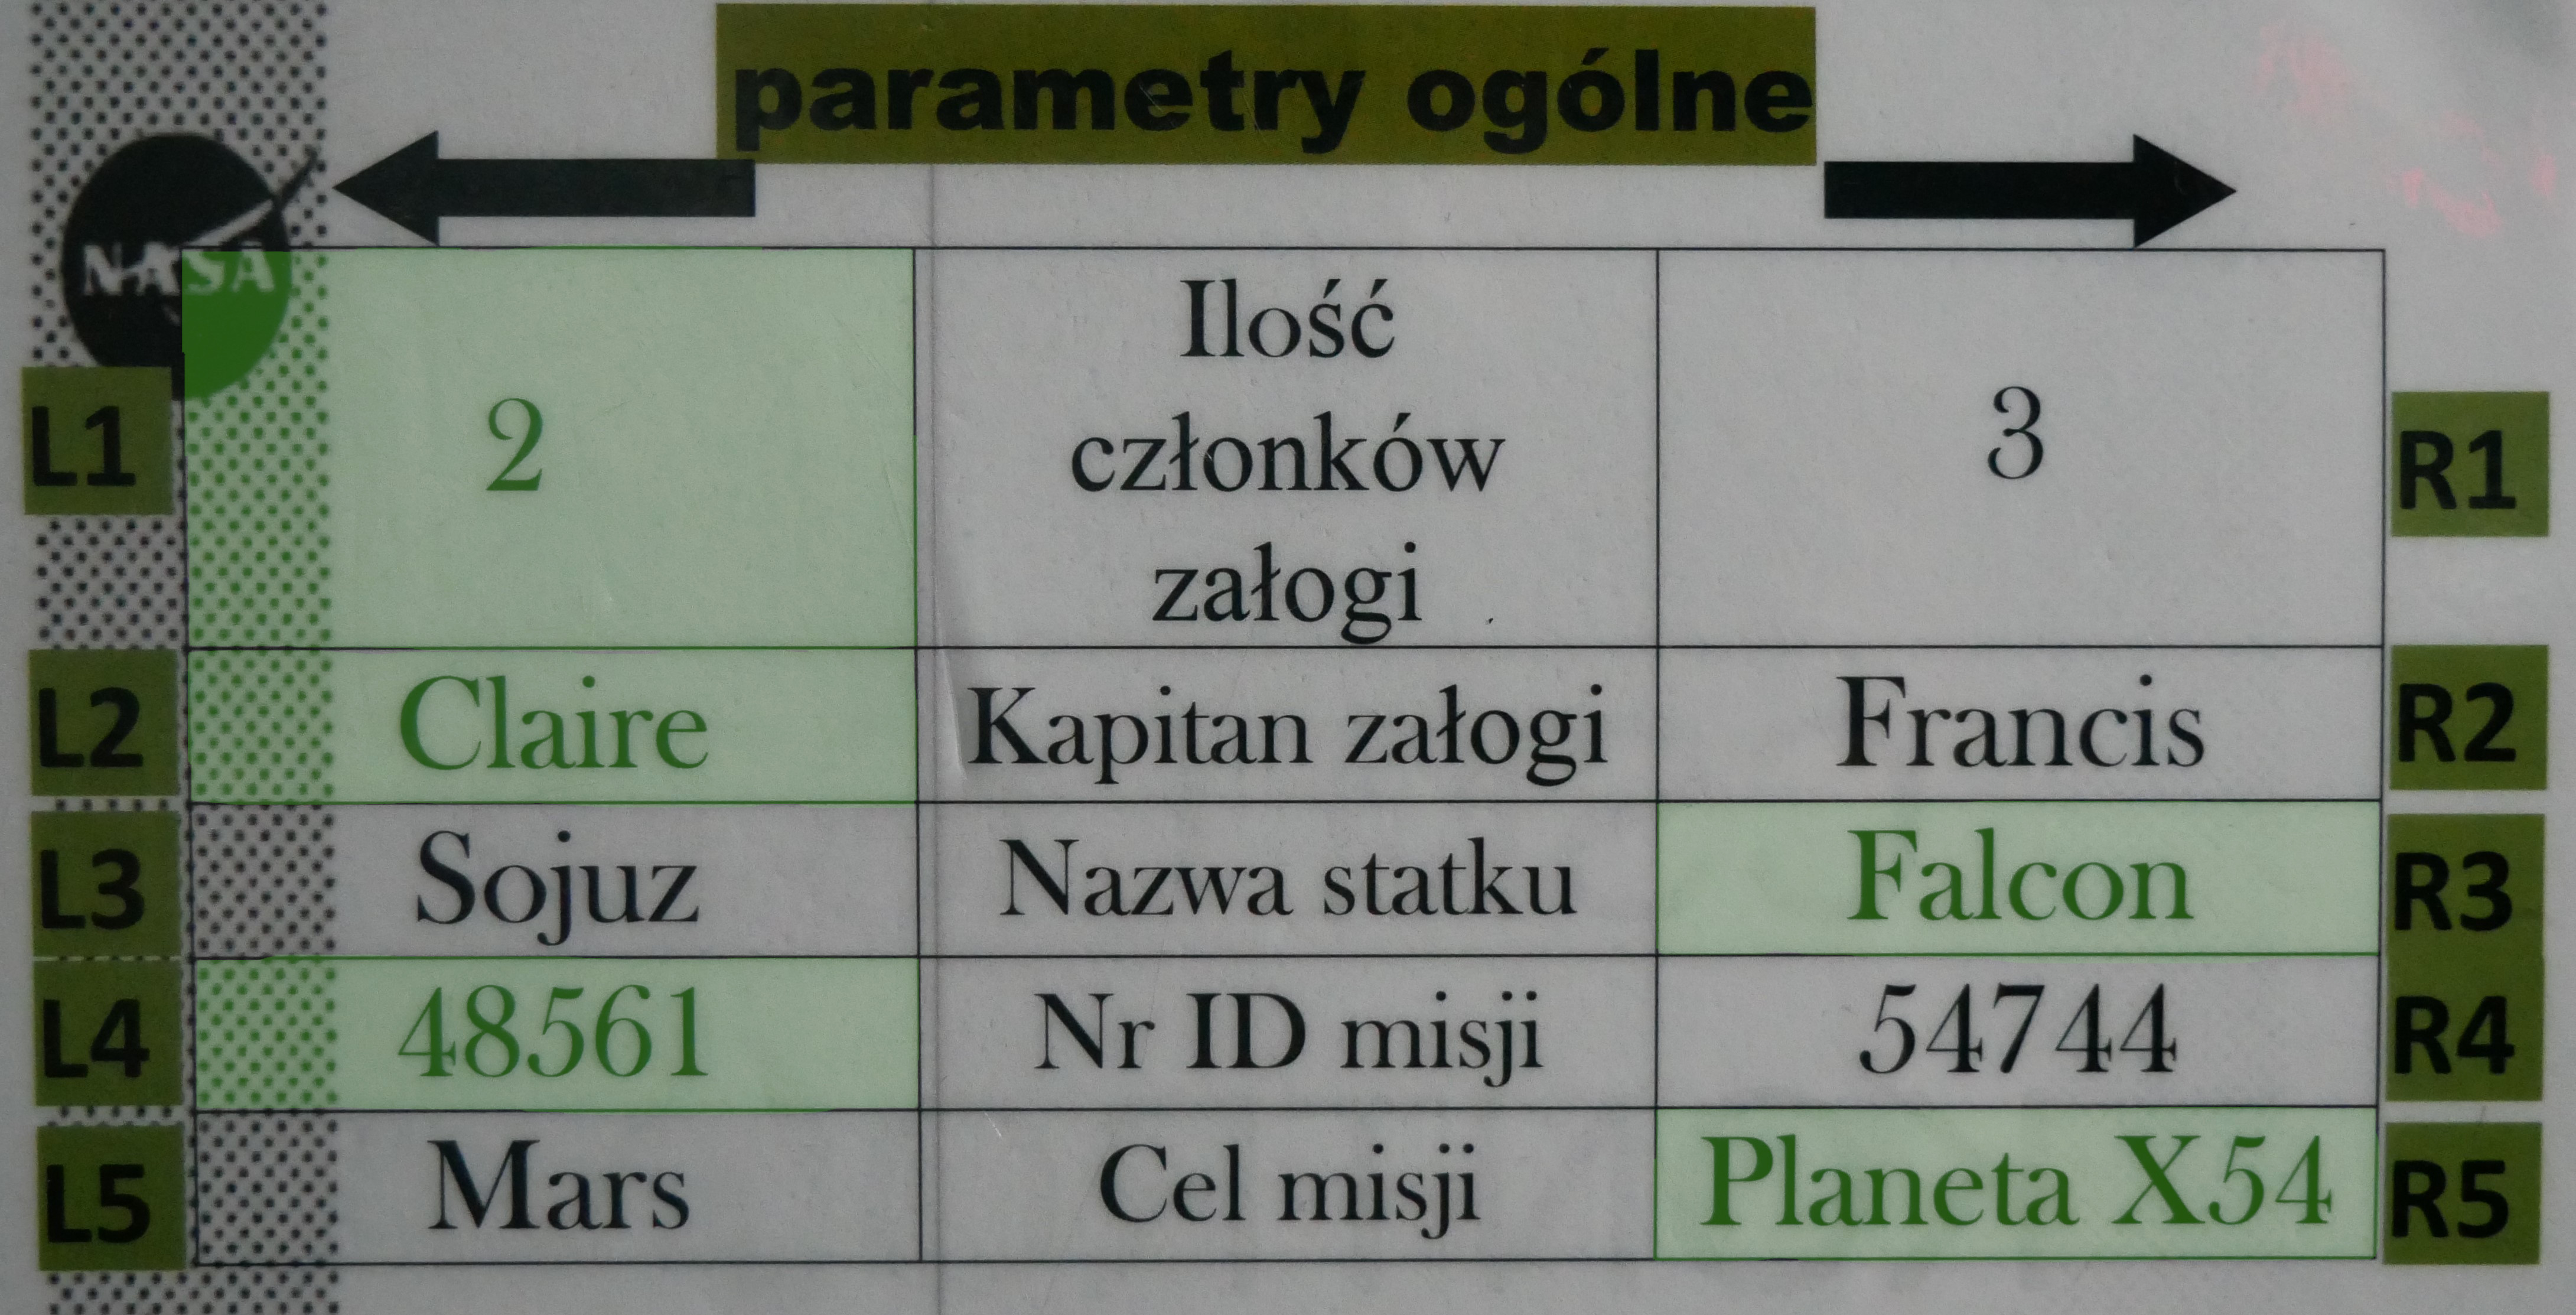 parametry ogólne
NASA
L1
2
Ilość
członków
załogi
3
R1
L2
Claire
Kapitan załogi
Francis
R2
L3
Sojuz
Nazwa statku
Falcon
R3
L4
48561
Nr ID misji
54744
R4
L5
Mars
Cel misji
Planeta X54
R5